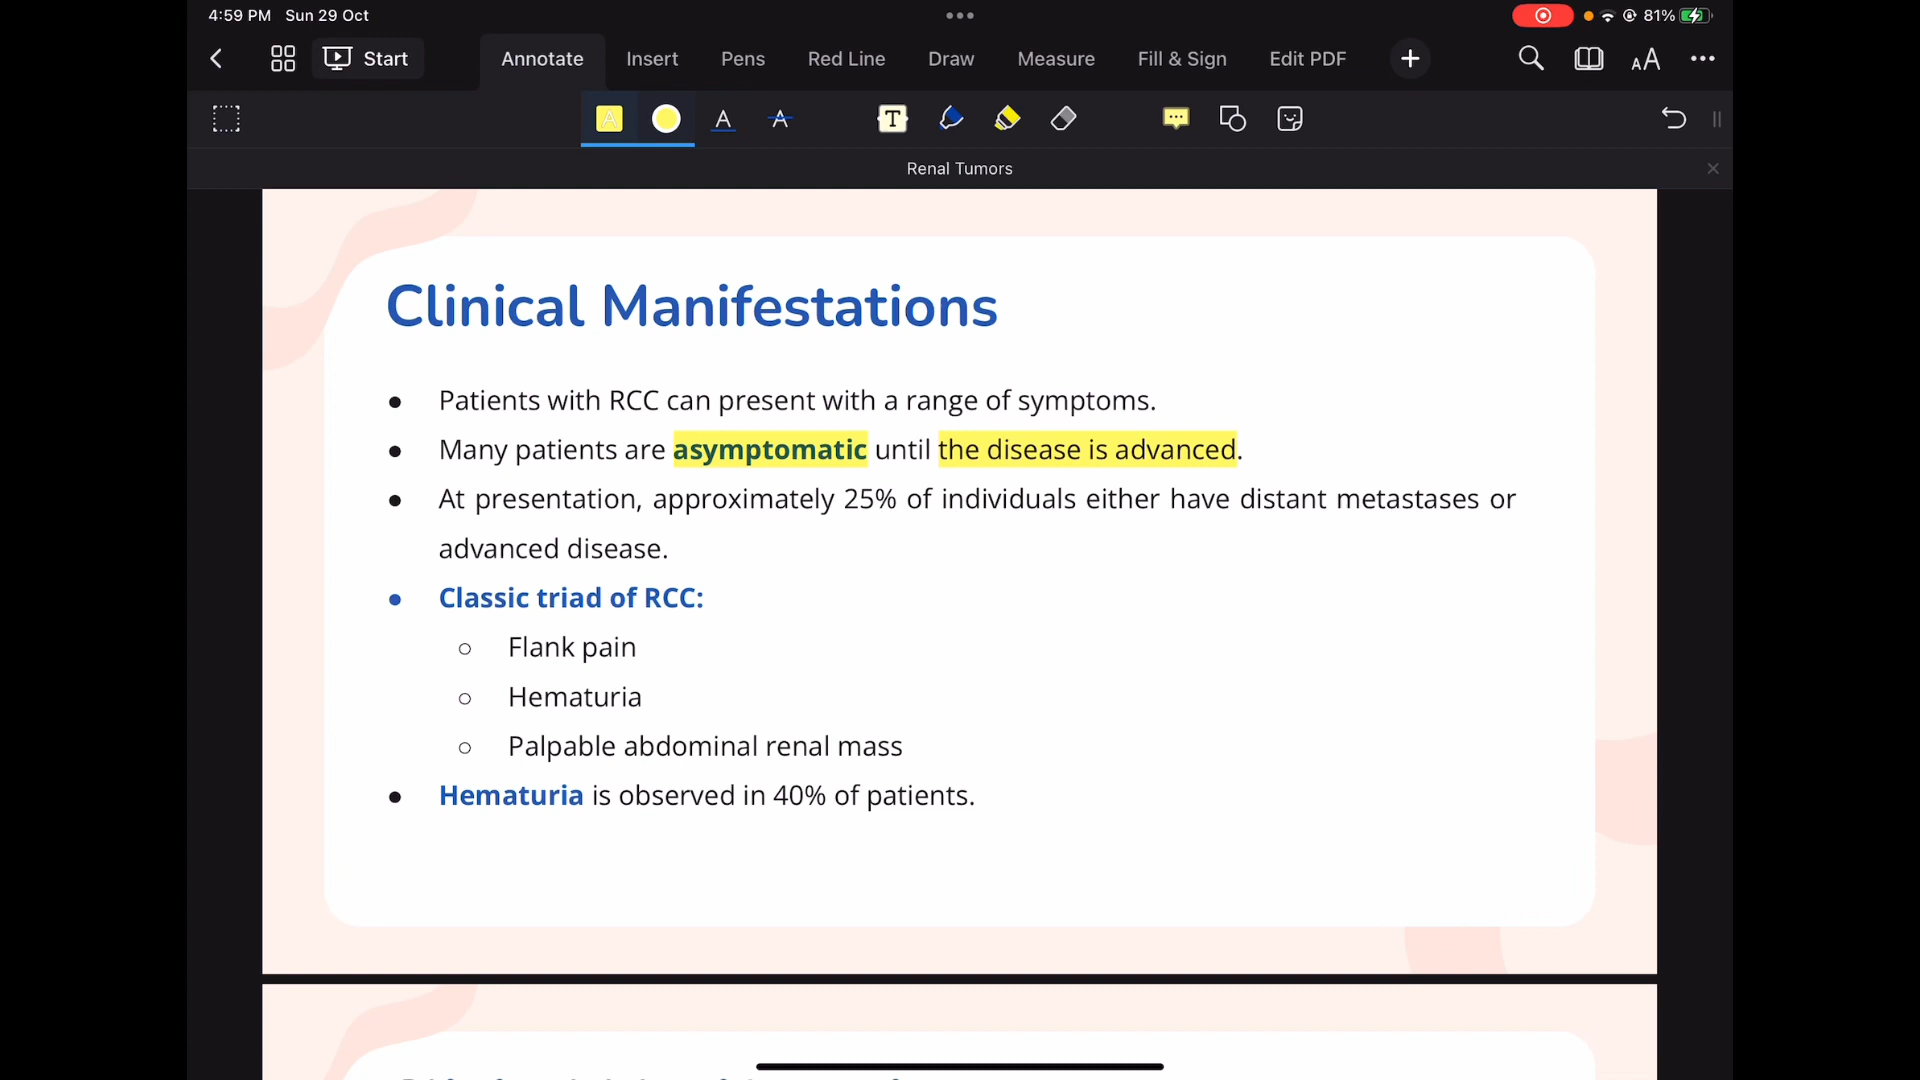 4:59 PM Sun 29 Oct
81%
Start
Annotate
Insert
Pens
Red Line
Draw
Measure
Fill & Sign
Edit PDF
Renal Tumors
Clinical Manifestations
Patients with RCC can present with a range of symptoms.
Many patients are asymptomatic until the disease is advanced.
At presentation, approximately 25% of individuals either have distant metastases or
advanced disease.
Classic triad of RCC:
Flank pain
Hematuria
Palpable abdominal renal mass
Hematuria is observed in 40% of patients.